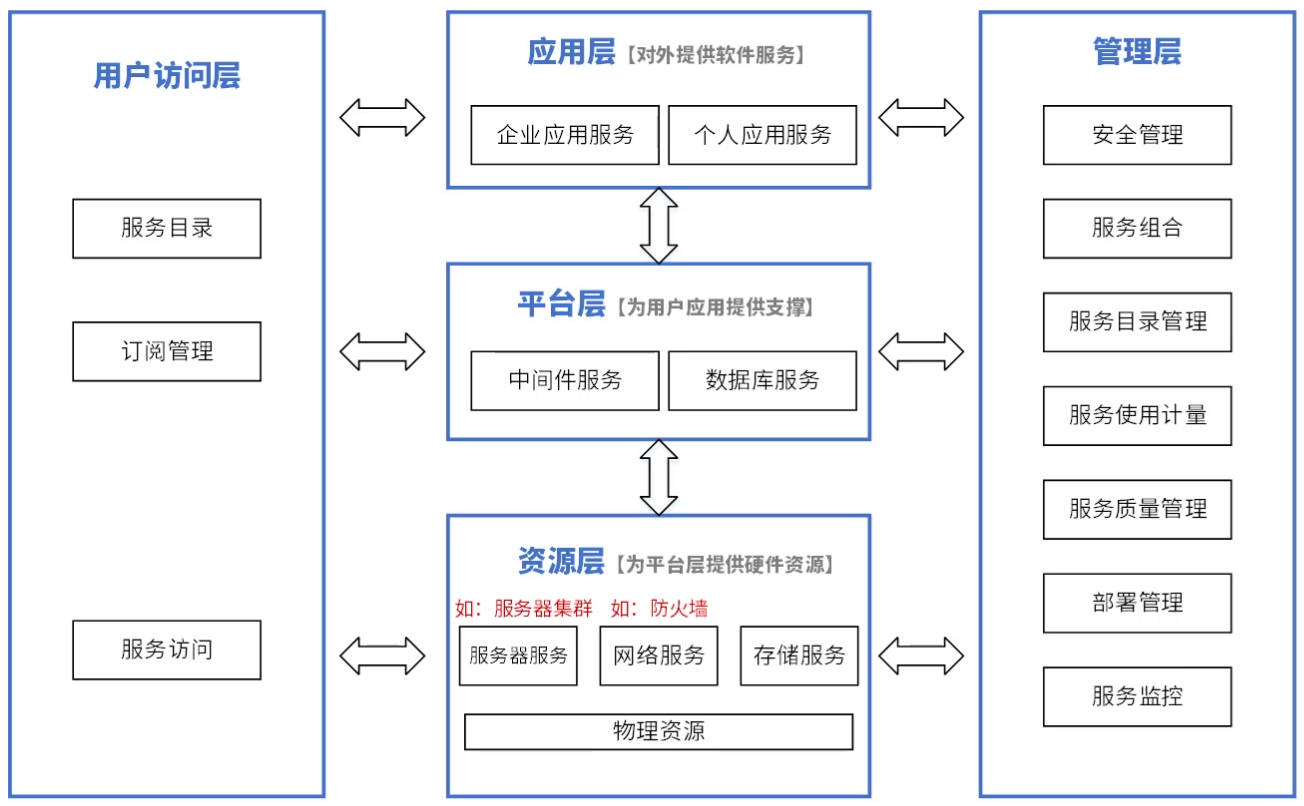 用户访问层
服务目录
订阅管理
服务访问
应用层【对外提供软件服务】
企业应用服务
个人应用服务
平台层【为用户应用提供支撑】
中间件服务
数据库服务
资源层【为平台层提供硬件资源】
如：服务器集群
如：防火墙
服务器服务
网络服务
存储服务
物理资源
管理层
安全管理
服务组合
服务目录管理
服务使用计量
服务质量管理
部署管理
服务监控